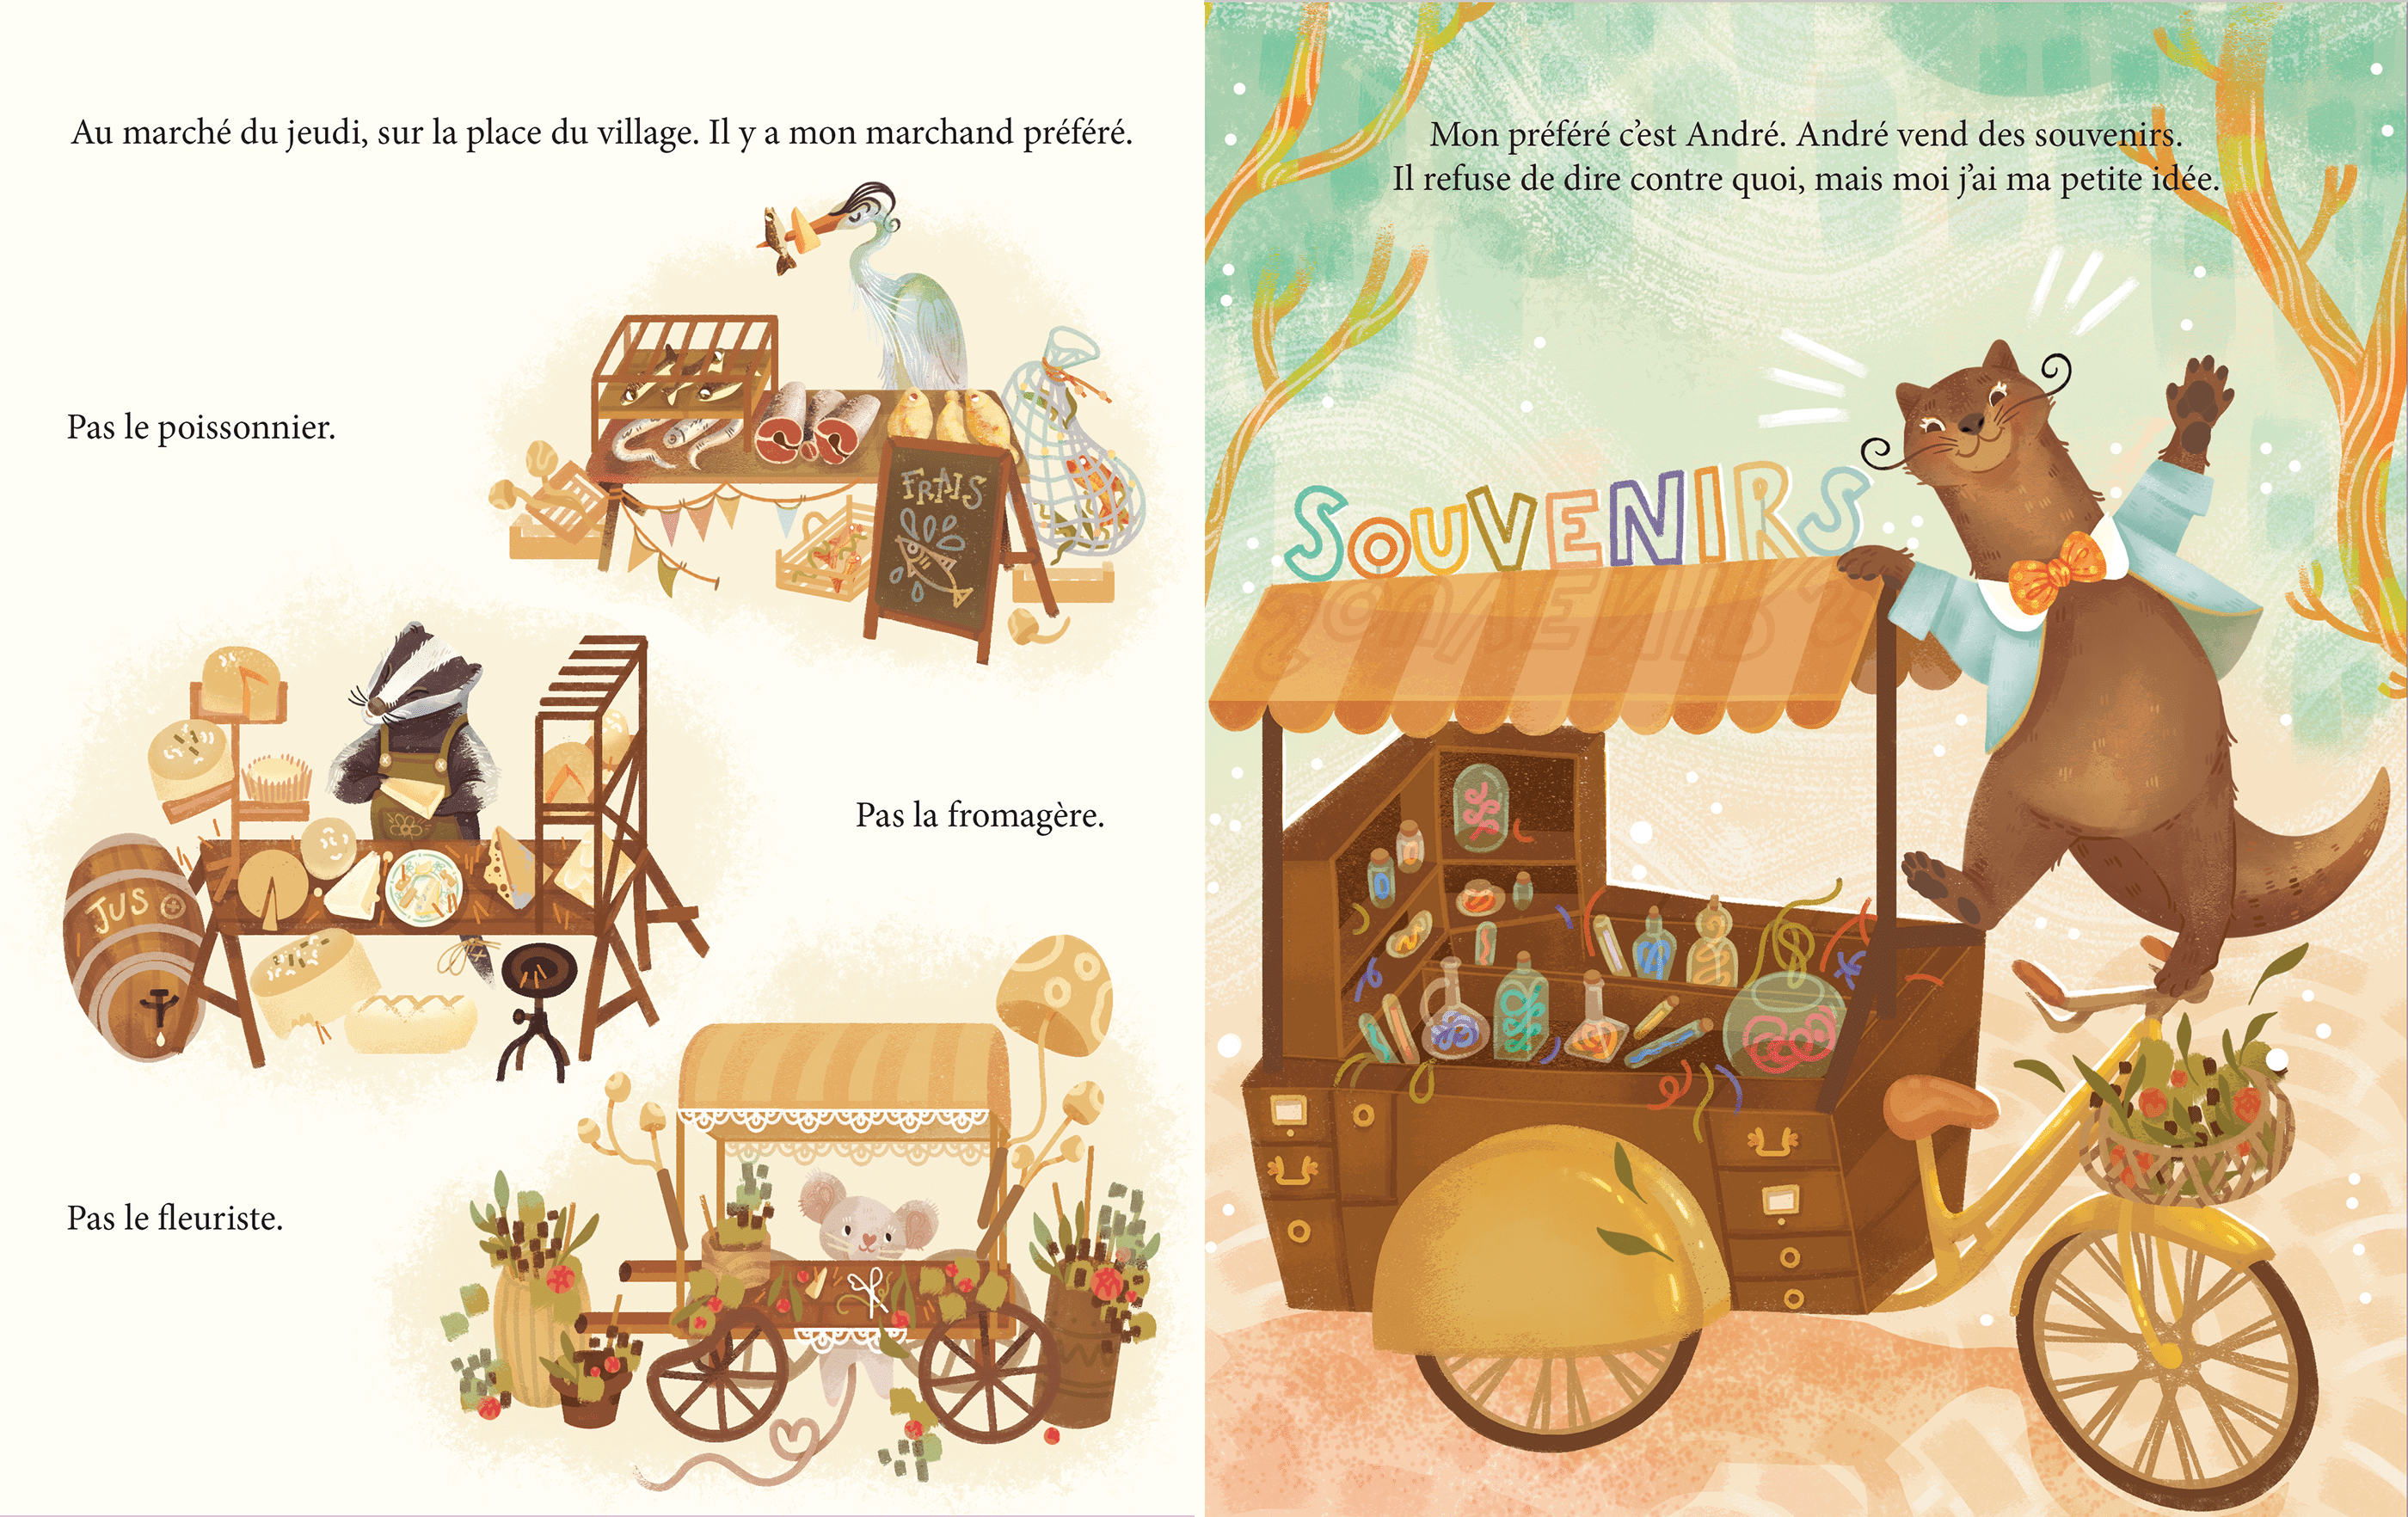 Au marché du jeudi, sur la place du village. Il y a mon marchand préféré.
Pas le poissonnier.
FRAIS
JUS
Pas la fromagère.
Pas le fleuriste.
Mon préféré c’est André. André vend des souvenirs.
Il refuse de dire contre quoi, mais moi j’ai ma petite idée.
SOUVENIRS